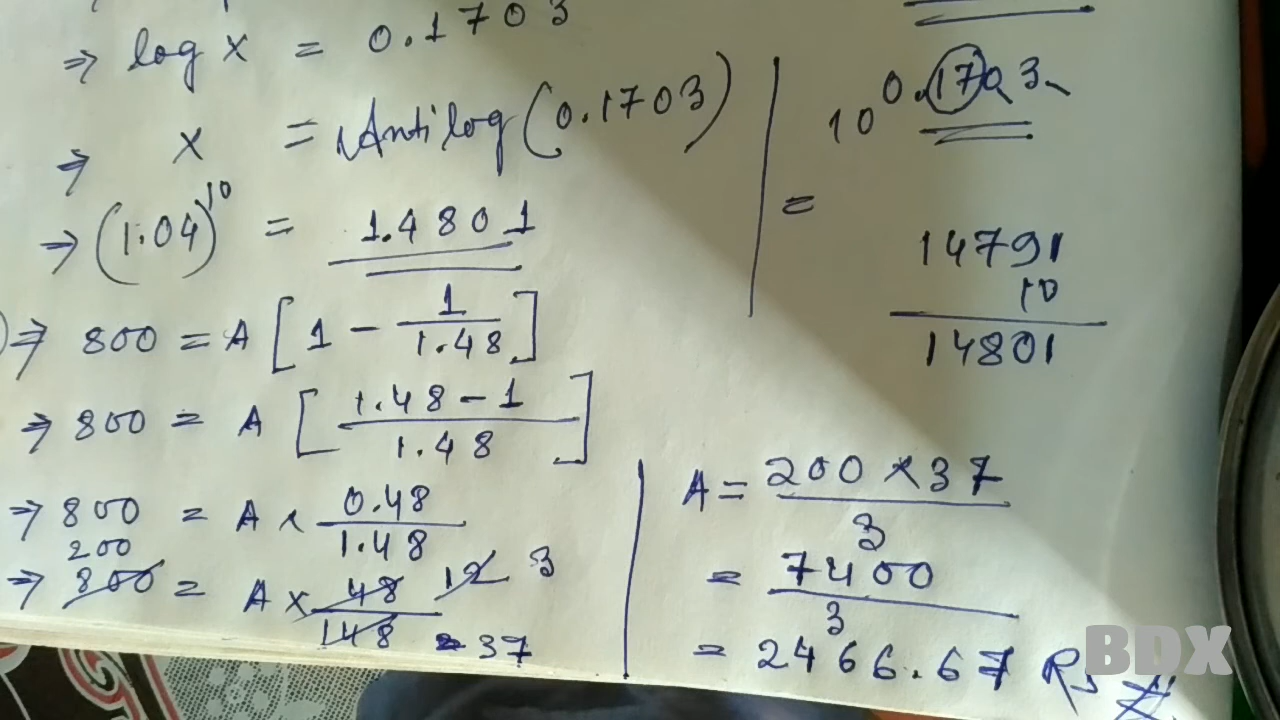 ⇒ log x = 0.1703
⇒ x = Antilog (0.1703)
⇒ (1.04)^10 = 1.4801
⇒ 800 = A [1 - 1/1.48]
⇒ 800 = A [(1.48 - 1)/1.48]
⇒ 800 = A × 0.48/1.48
200
⇒ 800 = A × 48/148 12 3
37
10^0.1703
=
14791
10
14801
A = 200 × 37/3
= 7400/3
= 2466.67 Rs
BDX